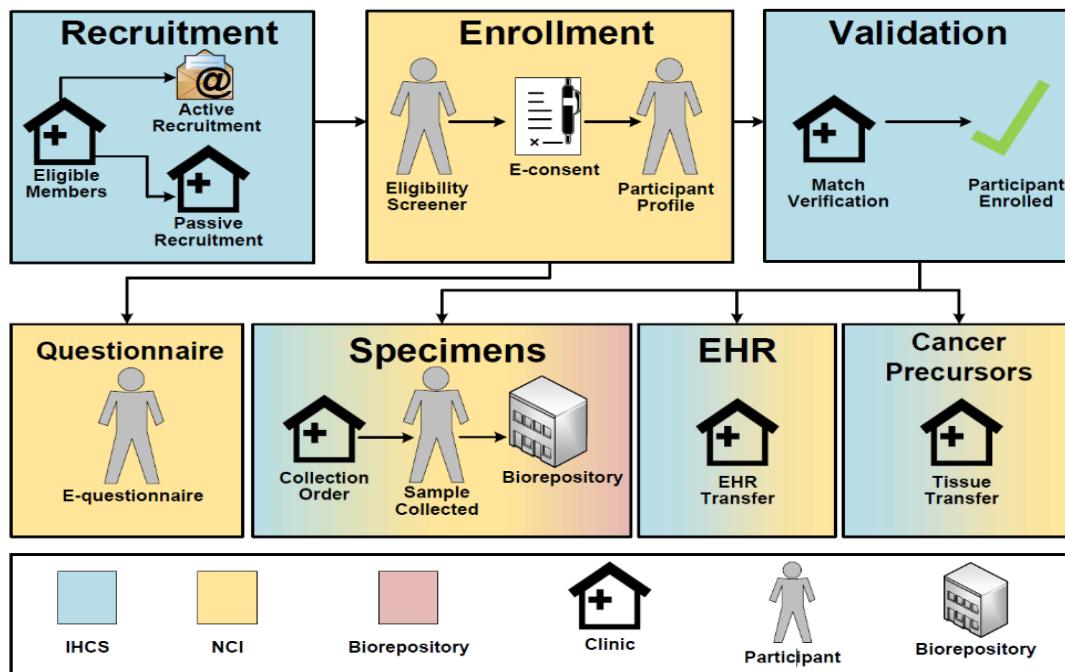 Recruitment
@
Active
Recruitment
Eligible
Members
Passive
Recruitment
Enrollment
Eligibility
Screener
E-consent
Participant
Profile
Validation
Match
Verification
Participant
Enrolled
Questionnaire
E-questionnaire
Specimens
Collection
Order
Sample
Collected
Biorepository
EHR
EHR
Transfer
Cancer
Precursors
Tissue
Transfer
IHCS
NCI
Biorepository
Clinic
Participant
Biorepository